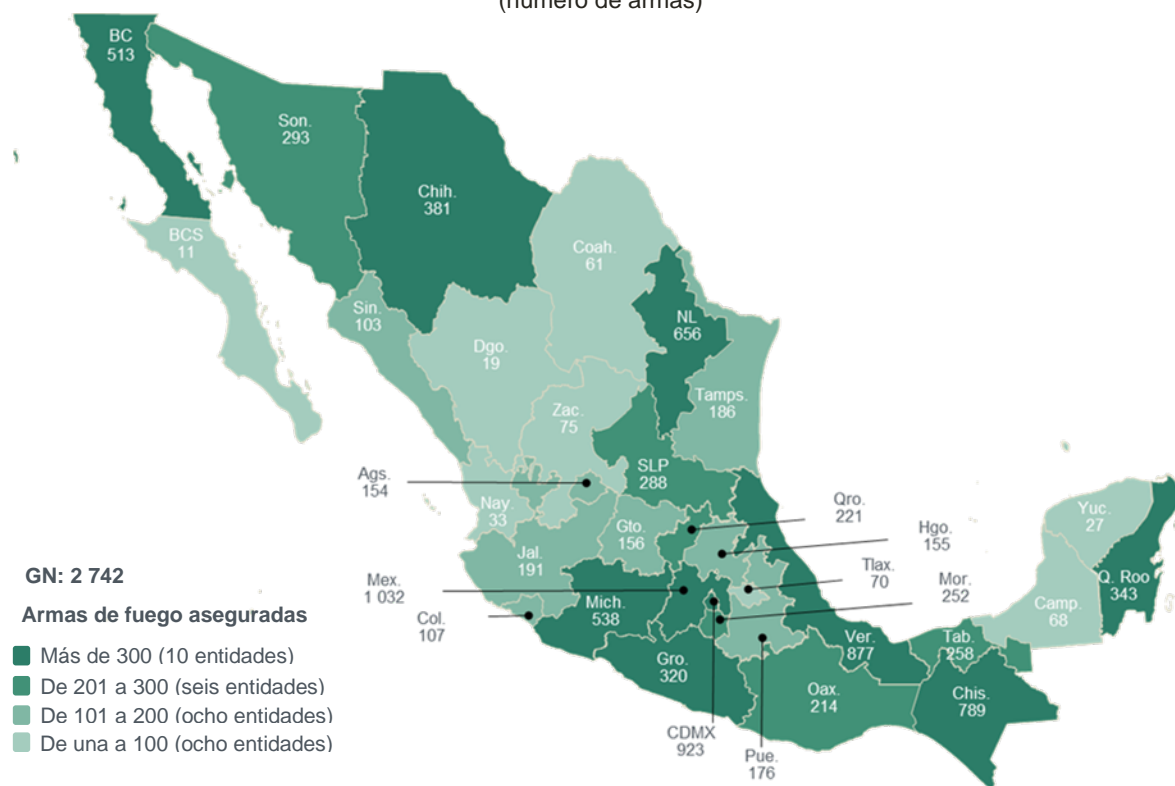 (número de armas)
BC
513
Son.
293
Chih.
381
BCS
11
Coah.
61
Sin.
103
NL
656
Dgo.
19
Tamps.
186
Zac.
75
SLP
288
Ags.
154
Nay.
33
Gto.
156
Qro.
221
Hgo.
155
Yuc.
27
Jal.
191
Tlax.
70
Q. Roo
343
Mex.
1 032
Mor.
252
Camp.
68
Col.
107
Mich.
538
Gro.
320
Ver.
877
Tab.
258
Oax.
214
Chis.
789
CDMX
923
Pue.
176
GN: 2 742
Armas de fuego aseguradas
Más de 300 (10 entidades)
De 201 a 300 (seis entidades)
De 101 a 200 (ocho entidades)
De una a 100 (ocho entidades)